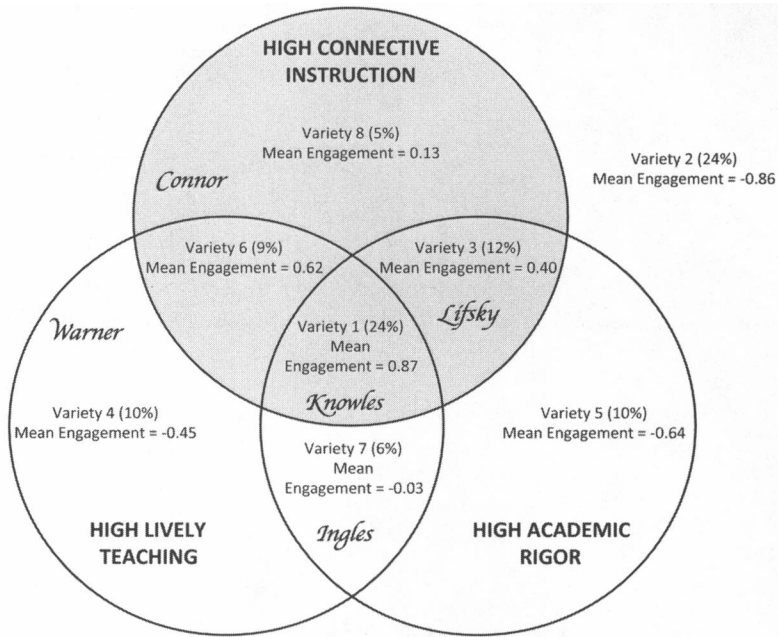 HIGH CONNECTIVE
INSTRUCTION
Variety 8 (5%)
Mean Engagement = 0.13
Variety 2 (24%)
Mean Engagement = -0.86
Connor
Variety 6 (9%)
Mean Engagement = 0.62
Variety 3 (12%)
Mean Engagement = 0.40
Warner
Lifsky
Variety 1 (24%)
Mean
Engagement = 0.87
Knowles
Variety 4 (10%)
Mean Engagement = -0.45
Variety 5 (10%)
Mean Engagement = -0.64
Variety 7 (6%)
Mean
Engagement = -0.03
HIGH LIVELY
TEACHING
Ingles
HIGH ACADEMIC
RIGOR